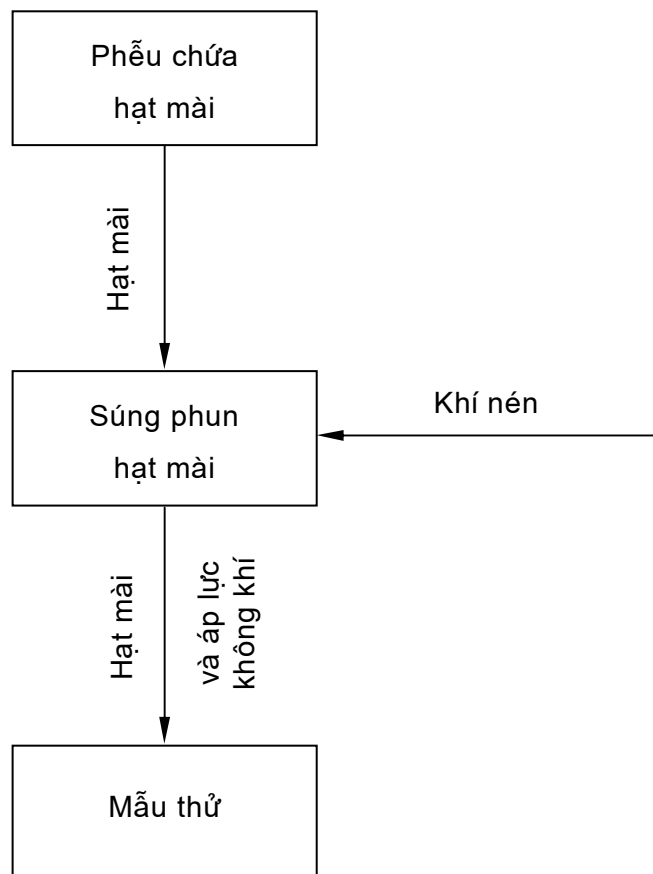 Phễu chứa
hạt mài
Hạt mài
Súng phun
hạt mài
Khí nén
Hạt mài
và áp lực
không khí
Mẫu thử